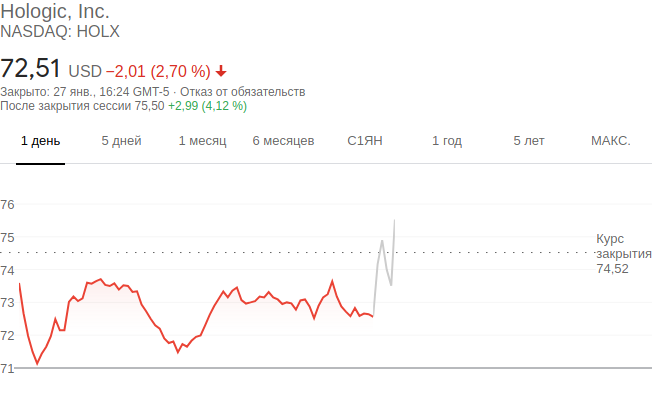 Hologic, Inc.
NASDAQ: HOLX
72,51 USD −2,01 (2,70 %)
Закрыто: 27 янв., 16:24 GMT-5 · Отказ от обязательств
После закрытия сессии 75,50 +2,99 (4,12 %)
1 день 5 дней 1 месяц 6 месяцев С1ЯН 1 год 5 лет МАКС.
76
75
74
73
72
71
Курс
закрытия
74,52